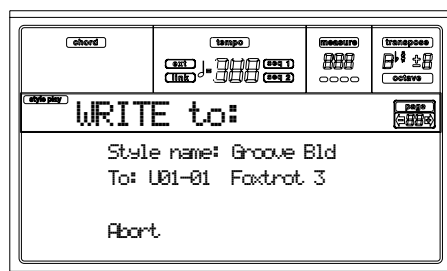 chord tempo measure transpose
ext seq 1
link seq 2
octave
style play
WRITE to:
page
Style name: Groove Bld
To: U01-01 Foxtrot 3
Abort